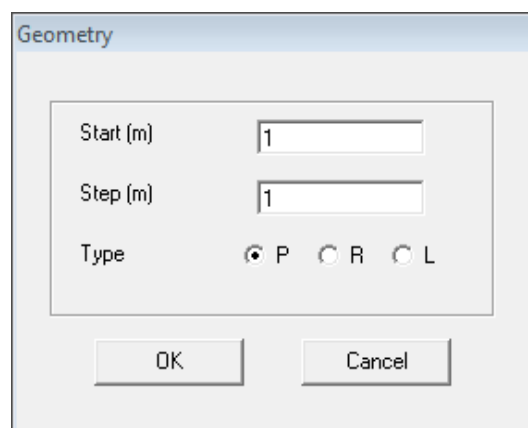 Geometry
Start (m) 1
Step (m) 1
Type P R L
OK Cancel